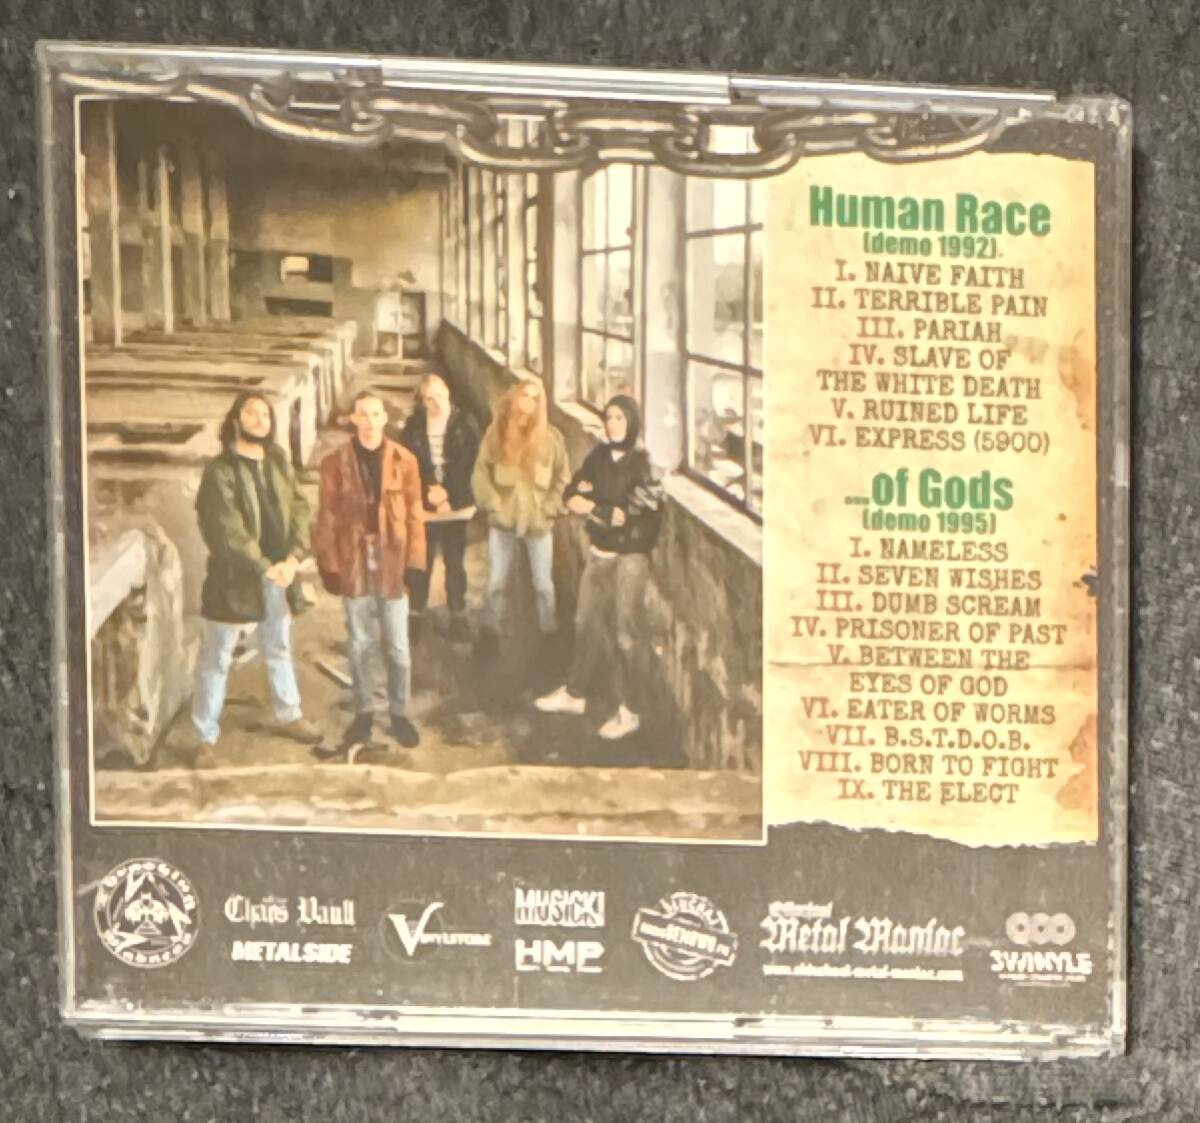 Human Race
(demo 1992)
I. NAIVE FAITH
II. TERRIBLE PAIN
III. PARIAH
IV. SLAVE OF
THE WHITE DEATH
V. RUINED LIFE
VI. EXPRESS (5900)
...of Gods
(demo 1995)
I. NAMELESS
II. SEVEN WISHES
III. DUMB SCREAM
IV. PRISONER OF PAST
V. BETWEEN THE
EYES OF GOD
VI. EATER OF WORMS
VII. B.S.T.D.O.B.
VIII. BORN TO FIGHT
IX. THE ELECT
Chaos Vault
METALSIDE
VINYLSTORE
MUSICK!
HMP
Metal Maniac
3WINYLE